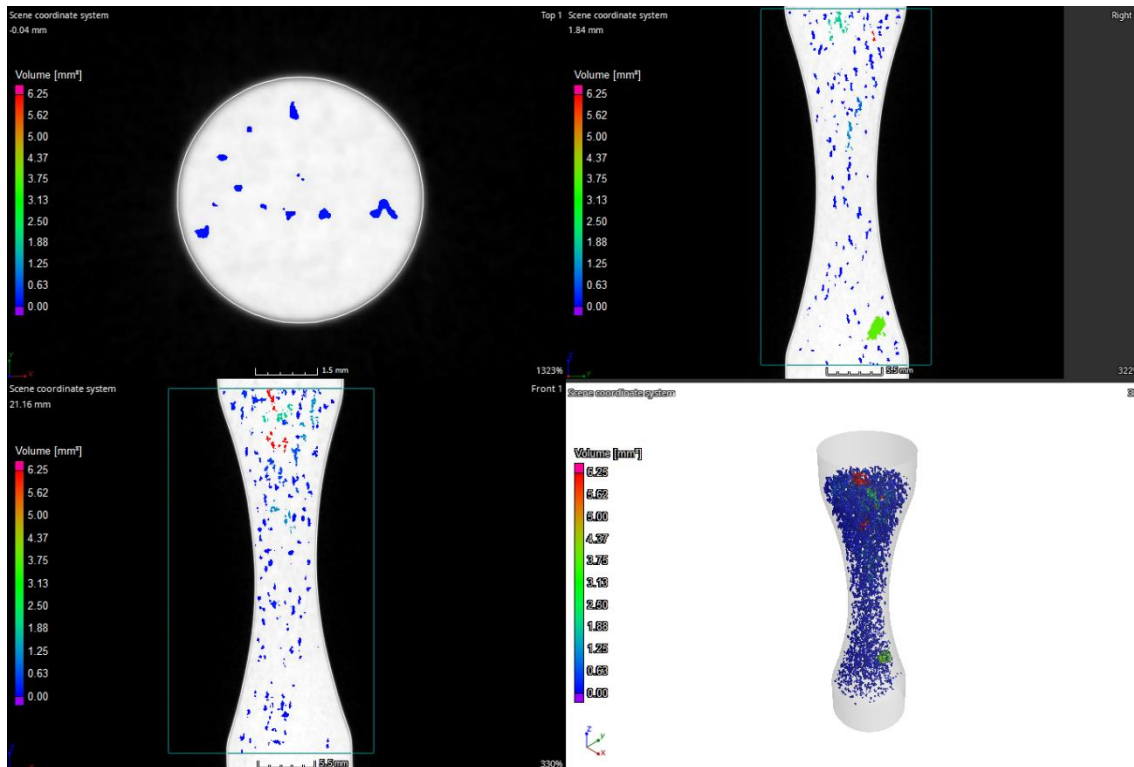 Scene coordinate system
-0.04 mm
Top 1
Volume [mm³]
6.25
5.62
5.00
4.37
3.75
3.13
2.50
1.88
1.25
0.63
0.00
1.5 mm
1323%
Scene coordinate system
1.84 mm
Right
Volume [mm³]
6.25
5.62
5.00
4.37
3.75
3.13
2.50
1.88
1.25
0.63
0.00
5.5 mm
322%
Scene coordinate system
21.16 mm
Front 1
Volume [mm³]
6.25
5.62
5.00
4.37
3.75
3.13
2.50
1.88
1.25
0.63
0.00
5.5 mm
330%
Scene coordinate system
3
Volume [mm³]
6.25
5.62
5.00
4.37
3.75
3.13
2.50
1.88
1.25
0.63
0.00
z
y
x